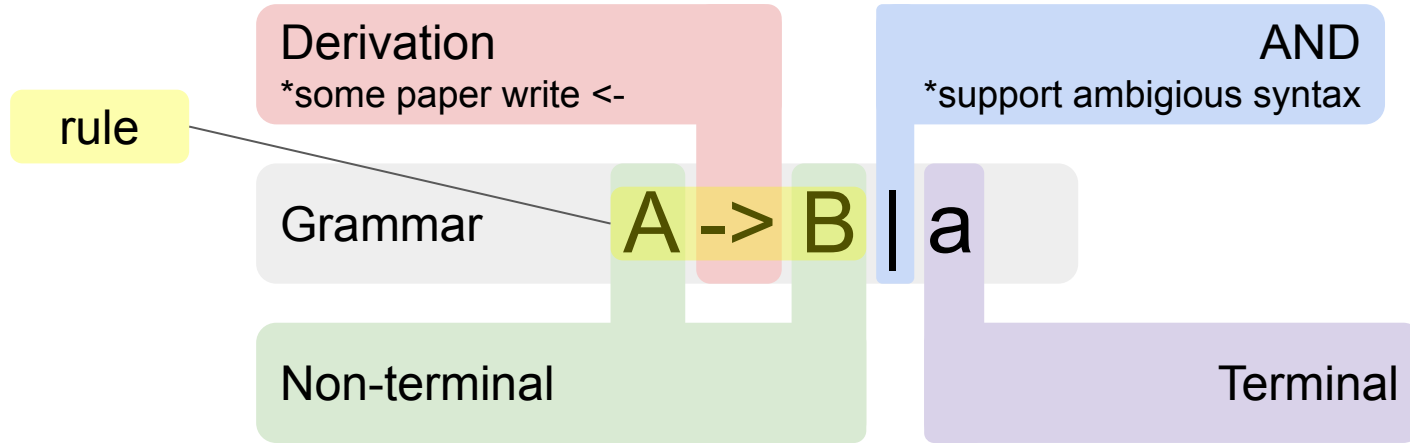 Derivation
*some paper write <-
AND
*support ambigious syntax
rule
Grammar
A -> B | a
Non-terminal
Terminal